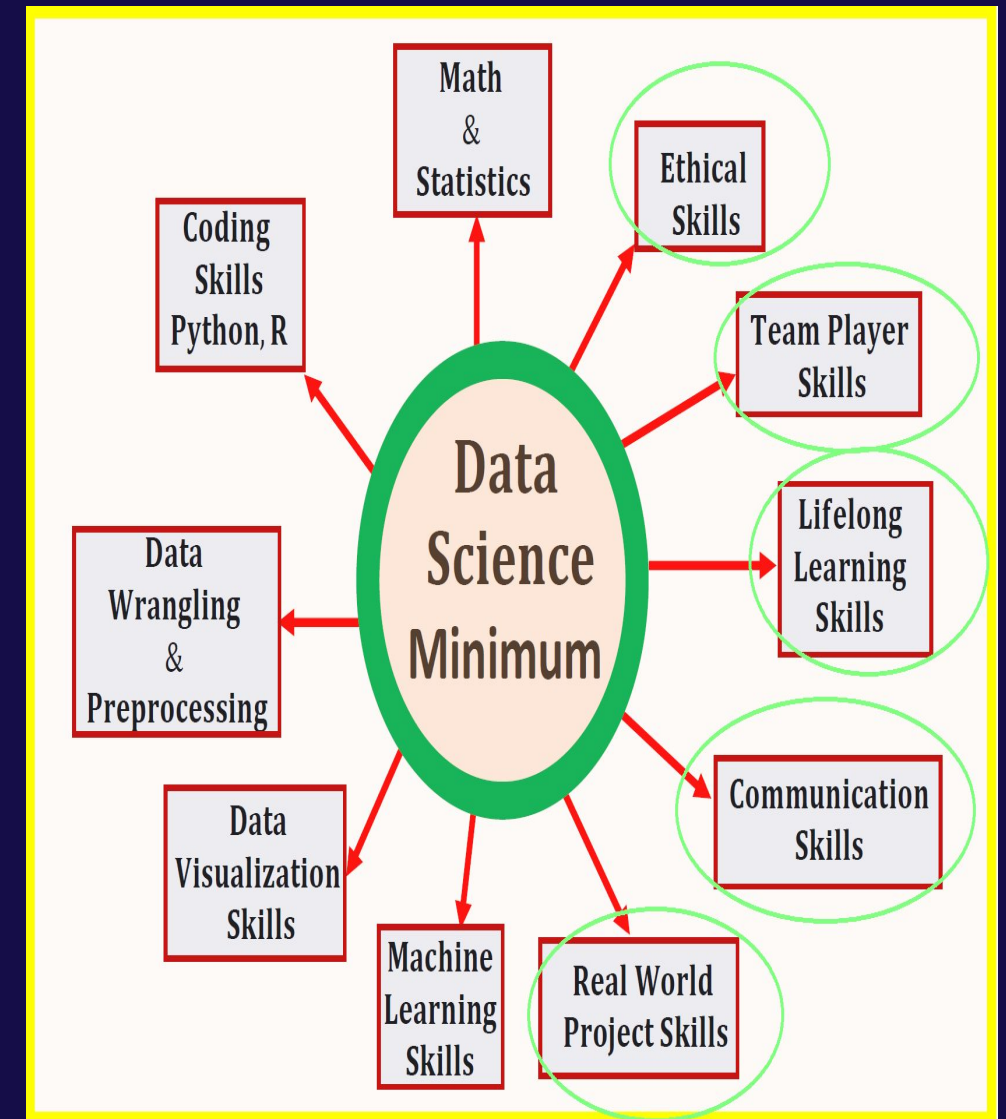 Math
&
Statistics
Ethical
Skills
Coding
Skills
Python, R
Team Player
Skills
Data
Science
Minimum
Lifelong
Learning
Skills
Data
Wrangling
&
Preprocessing
Communication
Skills
Data
Visualization
Skills
Machine
Learning
Skills
Real World
Project Skills